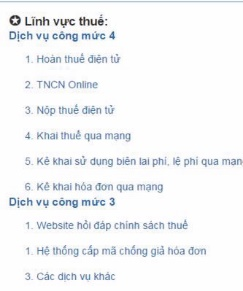 Lĩnh vực thuế:
Dịch vụ công mức 4
1. Hoàn thuế điện tử
2. TNCN Online
3. Nộp thuế điện tử
4. Khai thuế qua mạng
5. Kê khai sử dụng biên lai phí, lệ phí qua mạn
6. Kê khai hóa đơn qua mạng
Dịch vụ công mức 3
1. Website hỏi đáp chính sách thuế
1. Hệ thống cấp mã chống giả hóa đơn
3. Các dịch vụ khác